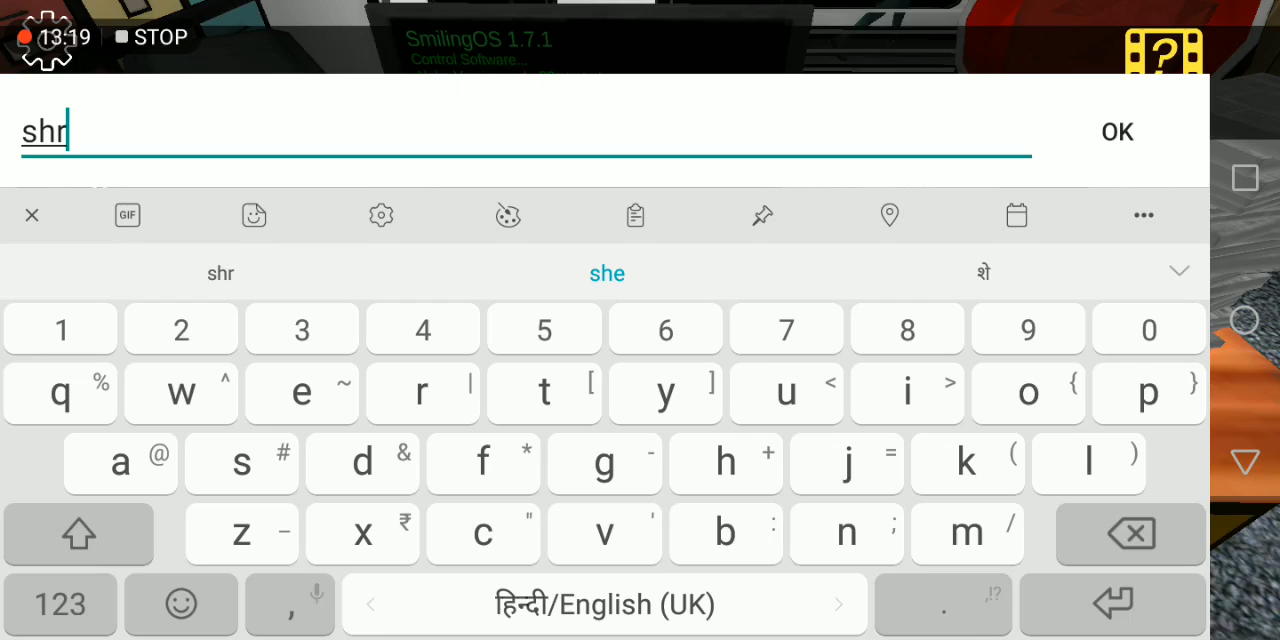 13:19 STOP
SmilingOS 1.7.1
Control Software...
?
shr
OK
GIF
shr she शे
1 2 3 4 5 6 7 8 9 0
q % w ^ e ~ r | t [ y ] u < i > o { p }
a @ s # d & f * g - h + j = k ( l )
z _ x ₹ c " v ' b : n ; m /
123 , हिन्दी/English (UK) . ,!?